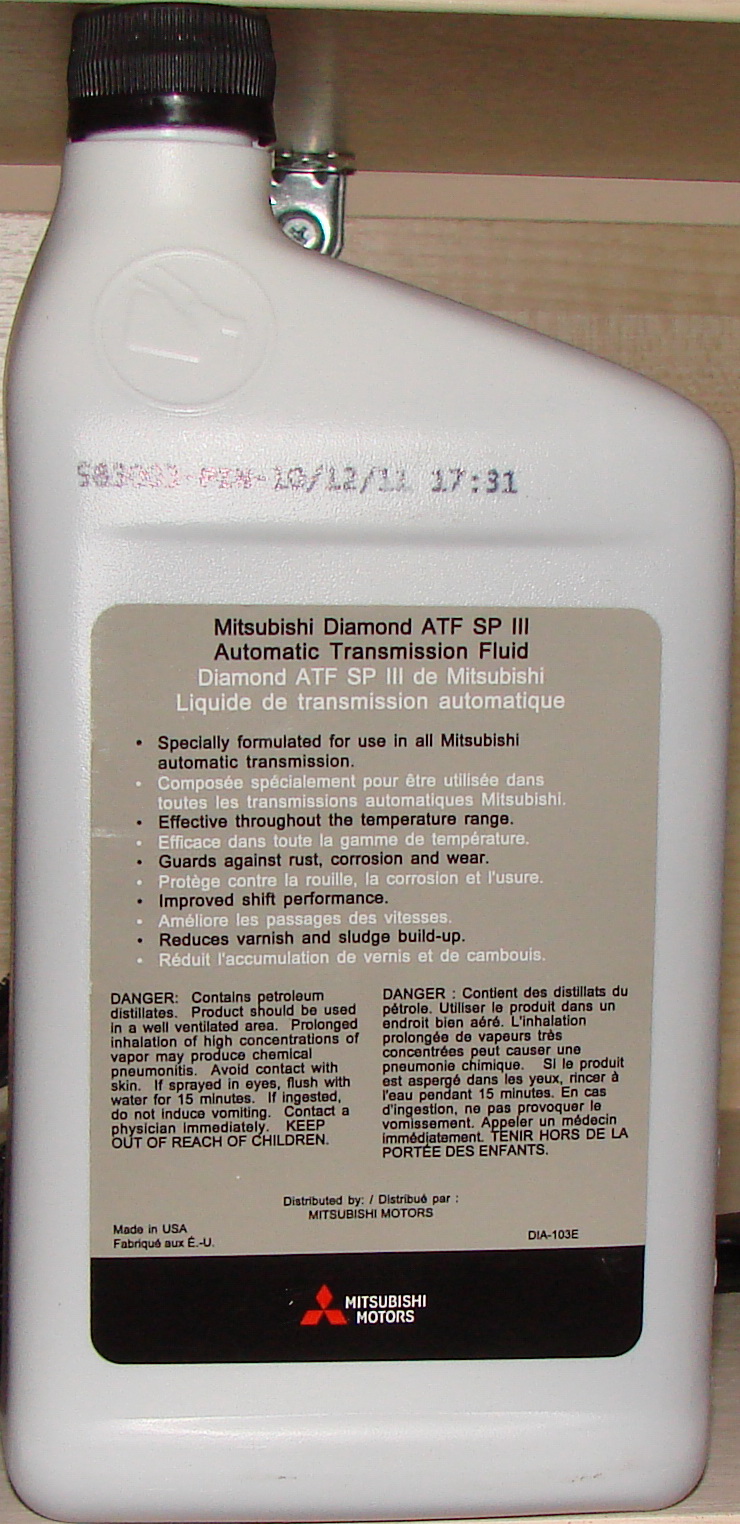 10/12/11 17:31
Mitsubishi Diamond ATF SP III
Automatic Transmission Fluid
Diamond ATF SP III de Mitsubishi
Liquide de transmission automatique
• Specially formulated for use in all Mitsubishi
automatic transmission.
• Composée spécialement pour être utilisée dans
toutes les transmissions automatiques Mitsubishi.
• Effective throughout the temperature range.
• Efficace dans toute la gamme de température.
• Guards against rust, corrosion and wear.
• Protège contre la rouille, la corrosion et l'usure.
• Improved shift performance.
• Améliore les passages des vitesses.
• Reduces varnish and sludge build-up.
• Réduit l'accumulation de vernis et de cambouis.
DANGER: Contains petroleum
distillates. Product should be used
in a well ventilated area. Prolonged
inhalation of high concentrations of
vapor may produce chemical
pneumonitis. Avoid contact with
skin. If sprayed in eyes, flush with
water for 15 minutes. If ingested,
do not induce vomiting. Contact a
physician immediately. KEEP
OUT OF REACH OF CHILDREN.
DANGER : Contient des distillats du
pétrole. Utiliser le produit dans un
endroit bien aéré. L'inhalation
prolongée de vapeurs très
concentrées peut causer une
pneumonie chimique. Si le produit
est aspergé dans les yeux, rincer à
l'eau pendant 15 minutes. En cas
d'ingestion, ne pas provoquer le
vomissement. Appeler un médecin
immédiatement. TENIR HORS DE LA
PORTÉE DES ENFANTS.
Distributed by: / Distribué par :
MITSUBISHI MOTORS
Made in USA
Fabriqué aux É.-U.
DIA-103E
MITSUBISHI
MOTORS